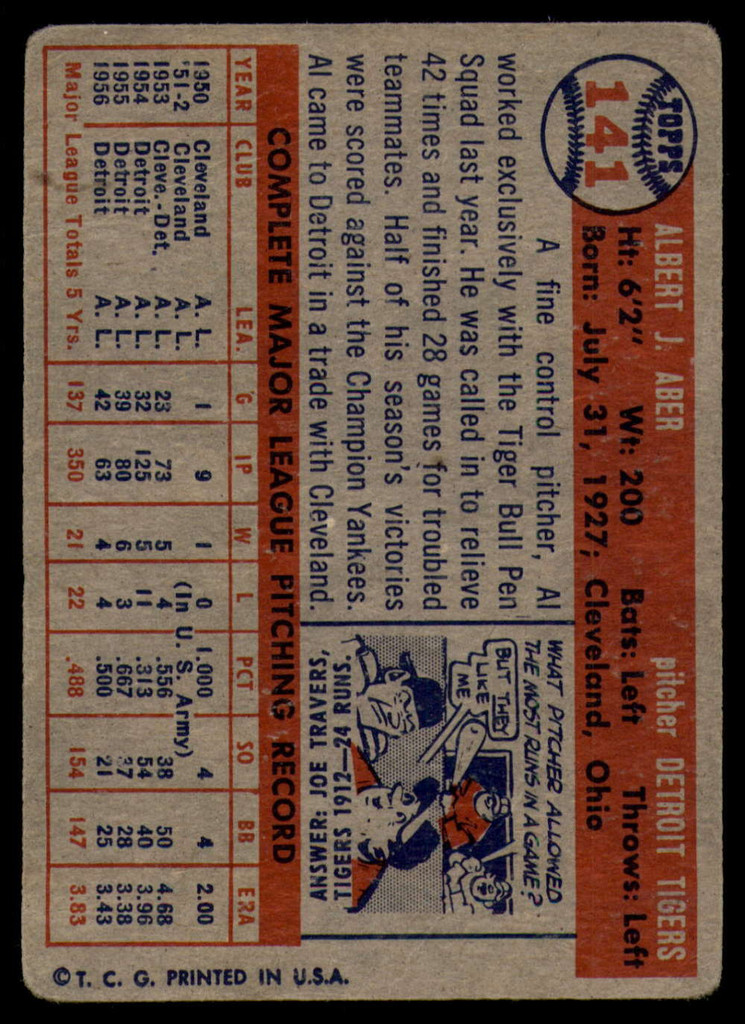 TOPPS
141
ALBERT J. ABER pitcher DETROIT TIGERS
Ht: 6'2" Wt: 200 Bats: Left Throws: Left
Born: July 31, 1927; Cleveland, Ohio
A fine control pitcher, Al
worked exclusively with the Tiger Bull Pen
Squad last year. He was called in to relieve
42 times and finished 28 games for troubled
teammates. Half of his season's victories
were scored against the Champion Yankees.
Al came to Detroit in a trade with Cleveland.
WHAT PITCHER ALLOWED
THE MOST RUNS IN A GAME?
BUT THEY
LIKE
ME
ANSWER: JOE TRAVERS,
TIGERS 1912—24 RUNS.
COMPLETE MAJOR LEAGUE PITCHING RECORD
YEAR CLUB LEA. G IP W L PCT SO BB ERA
1950 Cleveland A. L. 1 9 1 0 1.000 4 4 2.00
'51-2 Cleveland A. L. (In U. S. Army)
1953 Cleve.-Det. A. L. 23 73 5 4 .556 38 50 4.68
1954 Detroit A. L. 32 125 5 11 .313 54 40 3.96
1955 Detroit A. L. 39 80 6 3 .667 37 28 3.38
1956 Detroit A. L. 42 63 4 4 .500 21 25 3.43
Major League Totals 5 Yrs. 137 350 21 22 .488 154 147 3.83
© T. C. G. PRINTED IN U.S.A.